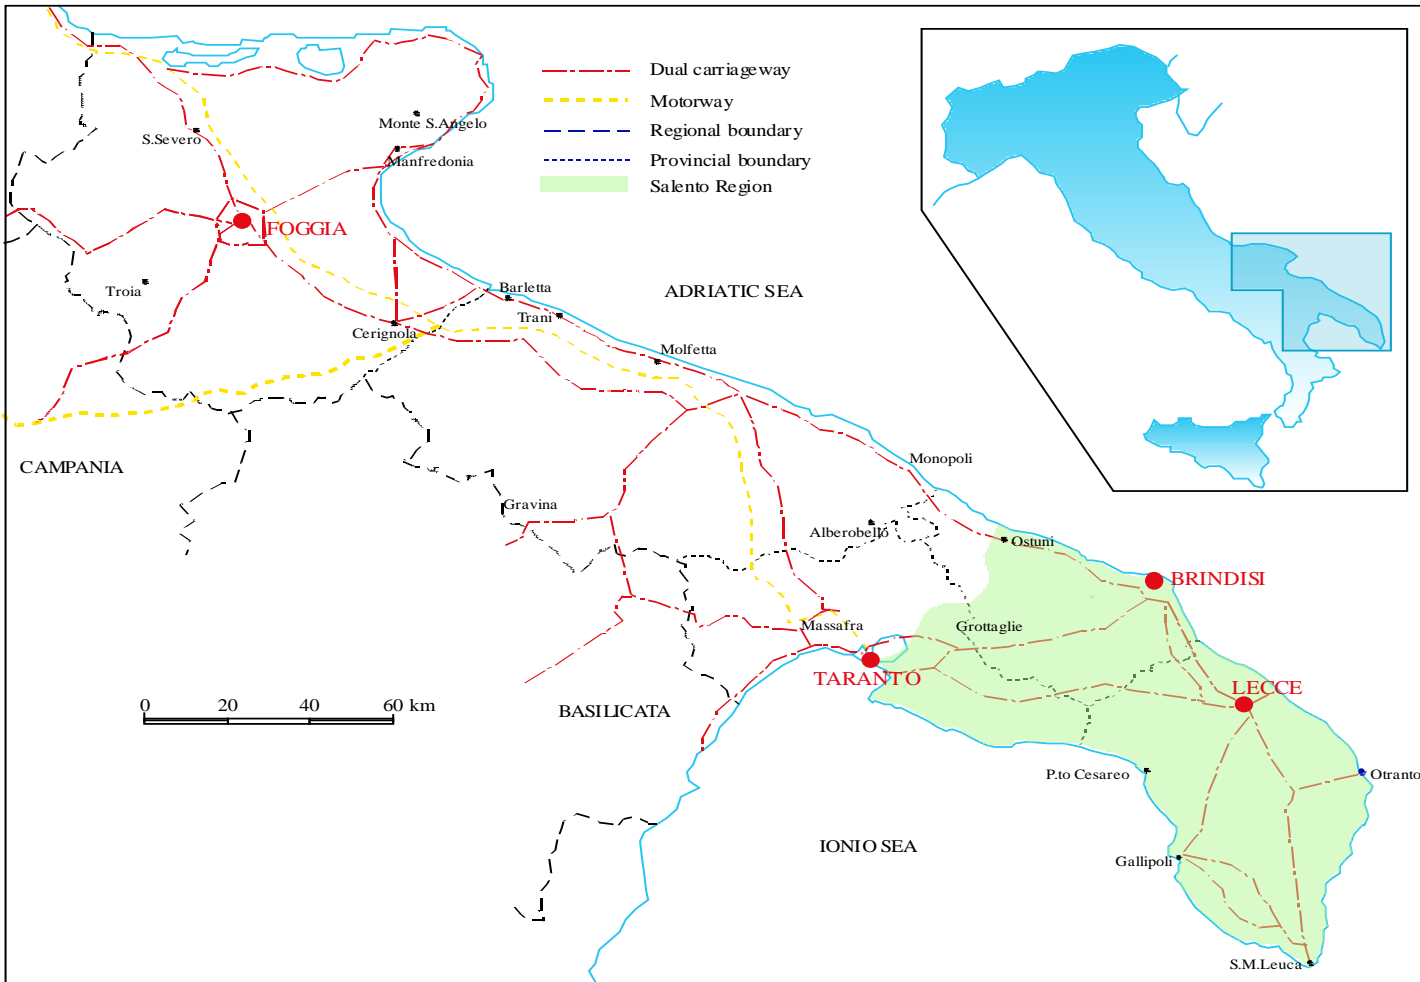 Dual carriageway
Motorway
Regional boundary
Provincial boundary
Salento Region
Monte S.Angelo
S.Severo
Manfredonia
FOGGIA
Troia
Barletta
ADRIATIC SEA
Trani
Cerignola
Molfetta
CAMPANIA
Monopoli
Gravina
Alberobello
Ostuni
BRINDISI
Massafra
Grottaglie
TARANTO
LECCE
0 20 40 60 km
BASILICATA
P.to Cesareo
Otranto
IONIO SEA
Gallipoli
S.M.Leuca